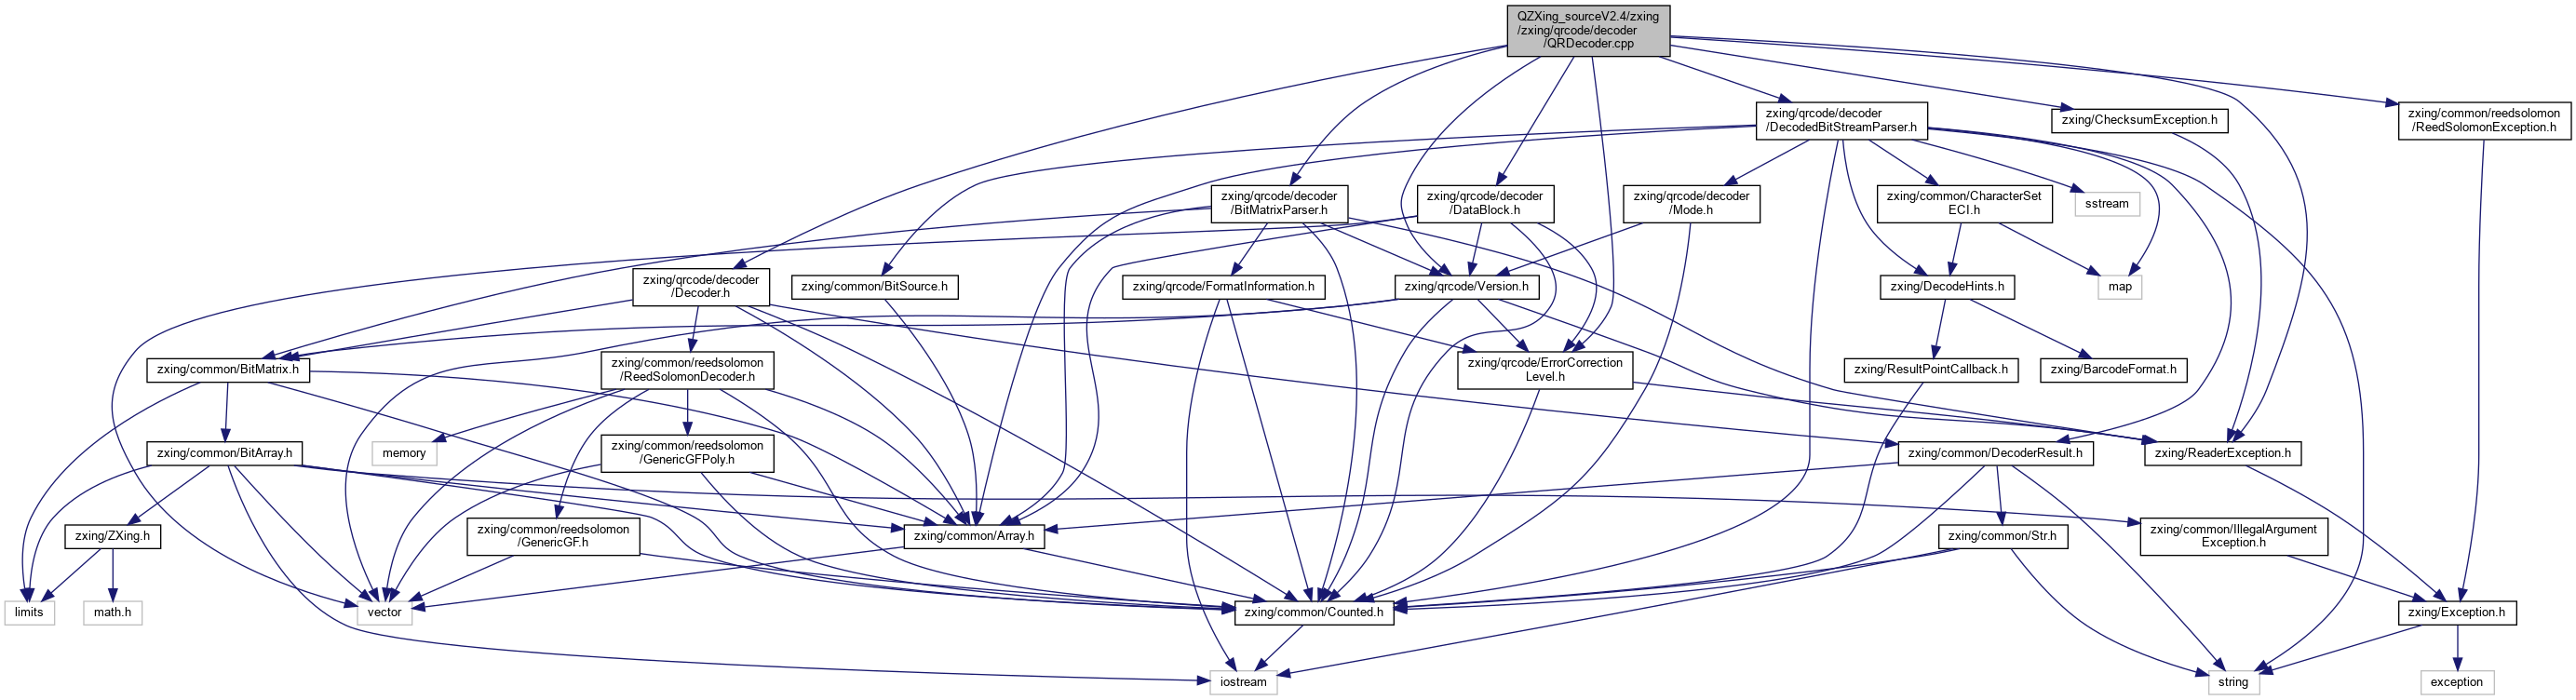 QZXing_sourceV2.4/zxing
/zxing/qrcode/decoder
/QRDecoder.cpp
zxing/qrcode/decoder
/DecodedBitStreamParser.h
zxing/ChecksumException.h
zxing/common/reedsolomon
/ReedSolomonException.h
zxing/qrcode/decoder
/BitMatrixParser.h
zxing/qrcode/decoder
/DataBlock.h
zxing/qrcode/decoder
/Mode.h
zxing/common/CharacterSet
ECI.h
sstream
zxing/qrcode/decoder
/Decoder.h
zxing/common/BitSource.h
zxing/qrcode/FormatInformation.h
zxing/qrcode/Version.h
zxing/DecodeHints.h
map
zxing/common/BitMatrix.h
zxing/common/reedsolomon
/ReedSolomonDecoder.h
zxing/qrcode/ErrorCorrection
Level.h
zxing/ResultPointCallback.h
zxing/BarcodeFormat.h
zxing/common/BitArray.h
memory
zxing/common/reedsolomon
/GenericGFPoly.h
zxing/common/DecoderResult.h
zxing/ReaderException.h
zxing/ZXing.h
zxing/common/reedsolomon
/GenericGF.h
zxing/common/Array.h
zxing/common/Str.h
zxing/common/IllegalArgument
Exception.h
limits
math.h
vector
zxing/common/Counted.h
zxing/Exception.h
iostream
string
exception